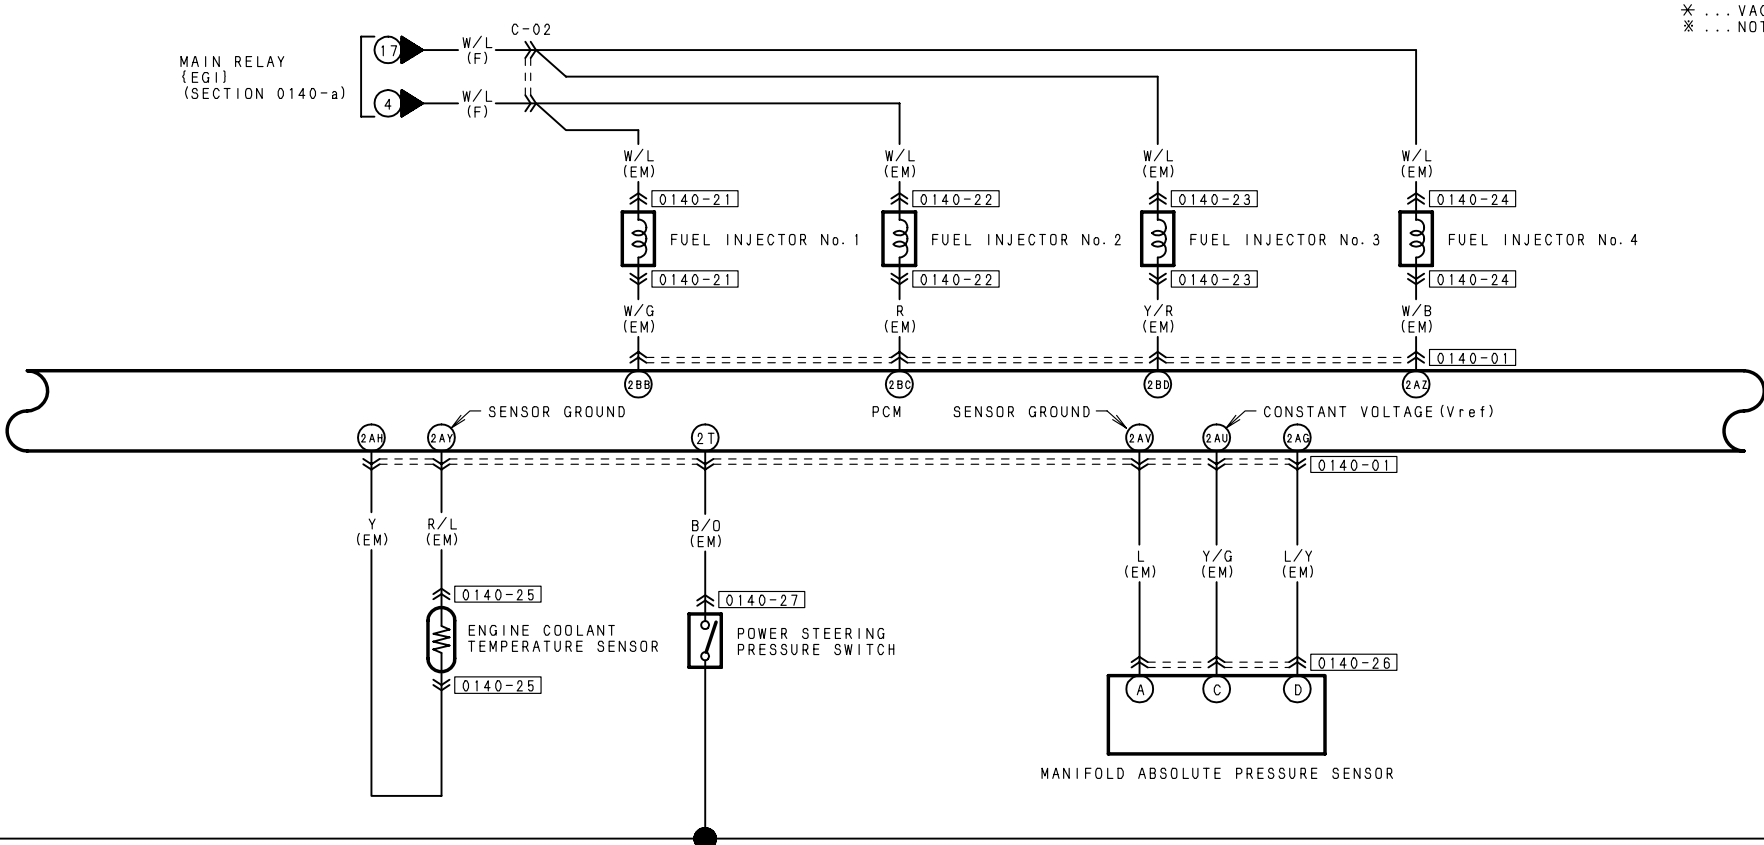 * ... VA
※ ... NOT
C-02
MAIN RELAY
{EGI}
(SECTION 0140-a)
17
W/L
(F)
4
W/L
(F)
W/L
(EM)
W/L
(EM)
W/L
(EM)
W/L
(EM)
0140-21
0140-22
0140-23
0140-24
FUEL INJECTOR No. 1
FUEL INJECTOR No. 2
FUEL INJECTOR No. 3
FUEL INJECTOR No. 4
0140-21
0140-22
0140-23
0140-24
W/G
(EM)
R
(EM)
Y/R
(EM)
W/B
(EM)
0140-01
2BB
2BC
2BD
2AZ
SENSOR GROUND
PCM
SENSOR GROUND
CONSTANT VOLTAGE(Vref)
2AH
2AY
2T
2AV
2AU
2AG
0140-01
Y
(EM)
R/L
(EM)
B/O
(EM)
L
(EM)
Y/G
(EM)
L/Y
(EM)
0140-25
0140-27
ENGINE COOLANT
TEMPERATURE SENSOR
POWER STEERING
PRESSURE SWITCH
0140-26
0140-25
A
C
D
MANIFOLD ABSOLUTE PRESSURE SENSOR